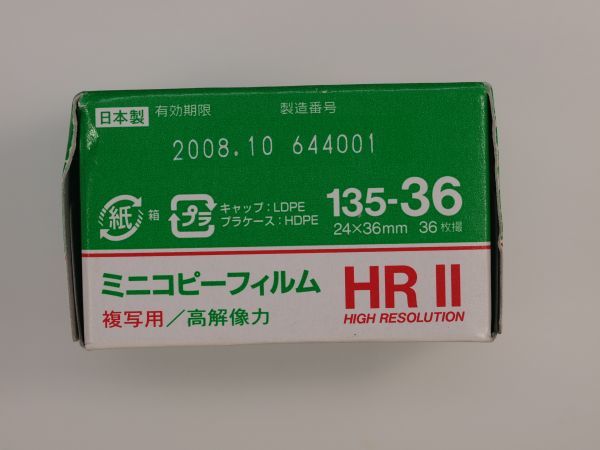 日本製 有効期限 製造番号
2008.10 644001
紙 箱 プラ キャップ：LDPE
プラケース：HDPE
135-36
24×36mm 36枚撮
ミニコピーフィルム HR II
複写用／高解像力 HIGH RESOLUTION